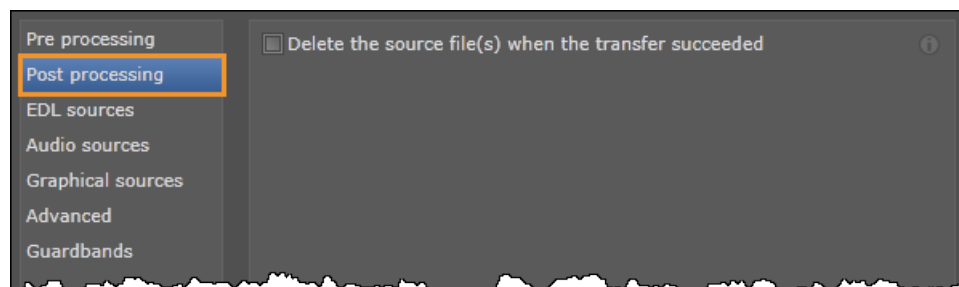 Pre processing
Post processing
EDL sources
Audio sources
Graphical sources
Advanced
Guardbands
Delete the source file(s) when the transfer succeeded